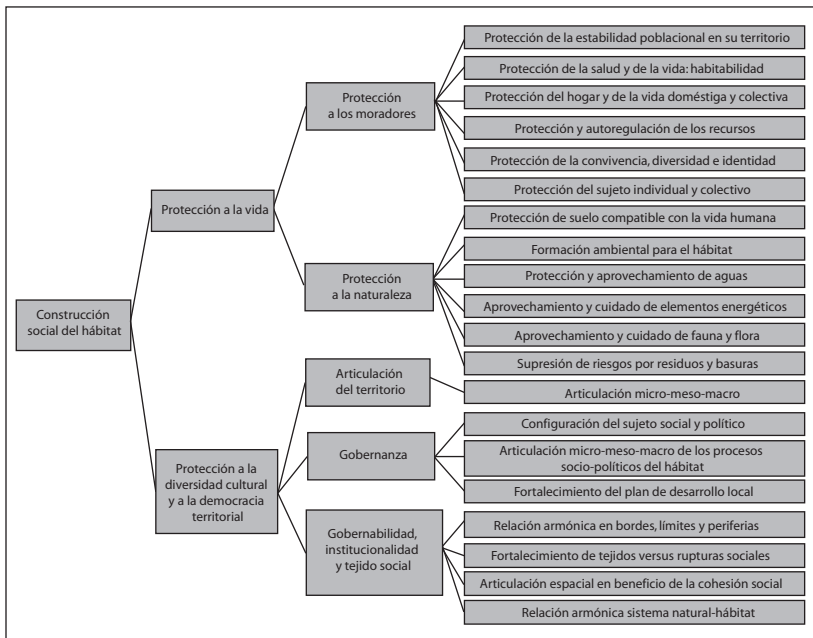 Construcción
social del hábitat
Protección a la vida
Protección a la
diversidad cultural
y a la democracia
territorial
Protección
a los moradores
Protección
a la naturaleza
Articulación
del territorio
Gobernanza
Gobernabilidad,
institucionalidad
y tejido social
Protección de la estabilidad poblacional en su territorio
Protección de la salud y de la vida: habitabilidad
Protección del hogar y de la vida doméstiga y colectiva
Protección y autoregulación de los recursos
Protección de la convivencia, diversidad e identidad
Protección del sujeto individual y colectivo
Protección de suelo compatible con la vida humana
Formación ambiental para el hábitat
Protección y aprovechamiento de aguas
Aprovechamiento y cuidado de elementos energéticos
Aprovechamiento y cuidado de fauna y flora
Supresión de riesgos por residuos y basuras
Articulación micro-meso-macro
Configuración del sujeto social y político
Articulación micro-meso-macro de los procesos
socio-políticos del hábitat
Fortalecimiento del plan de desarrollo local
Relación armónica en bordes, límites y periferias
Fortalecimiento de tejidos versus rupturas sociales
Articulación espacial en beneficio de la cohesión social
Relación armónica sistema natural-hábitat